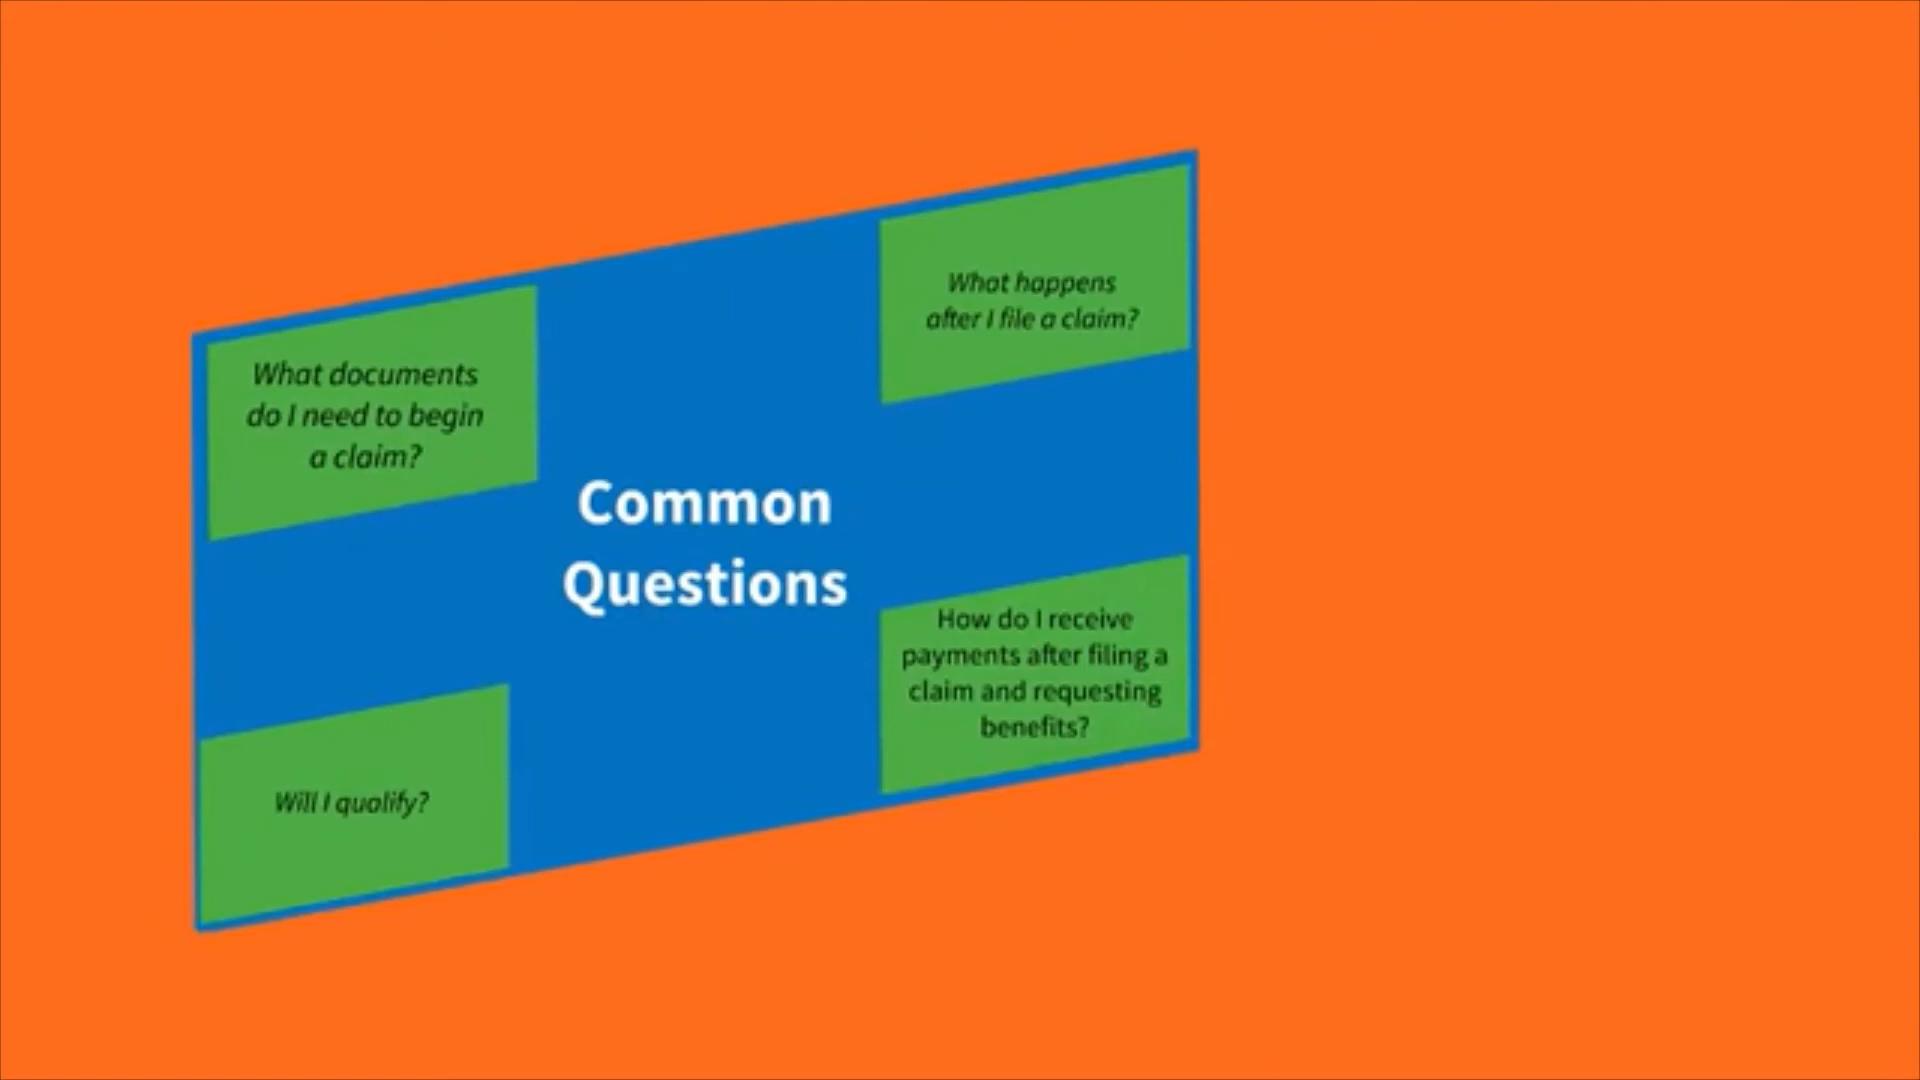 What documents
do I need to begin
a claim?
What happens
after I file a claim?
Common
Questions
Will I qualify?
How do I receive
payments after filing a
claim and requesting
benefits?